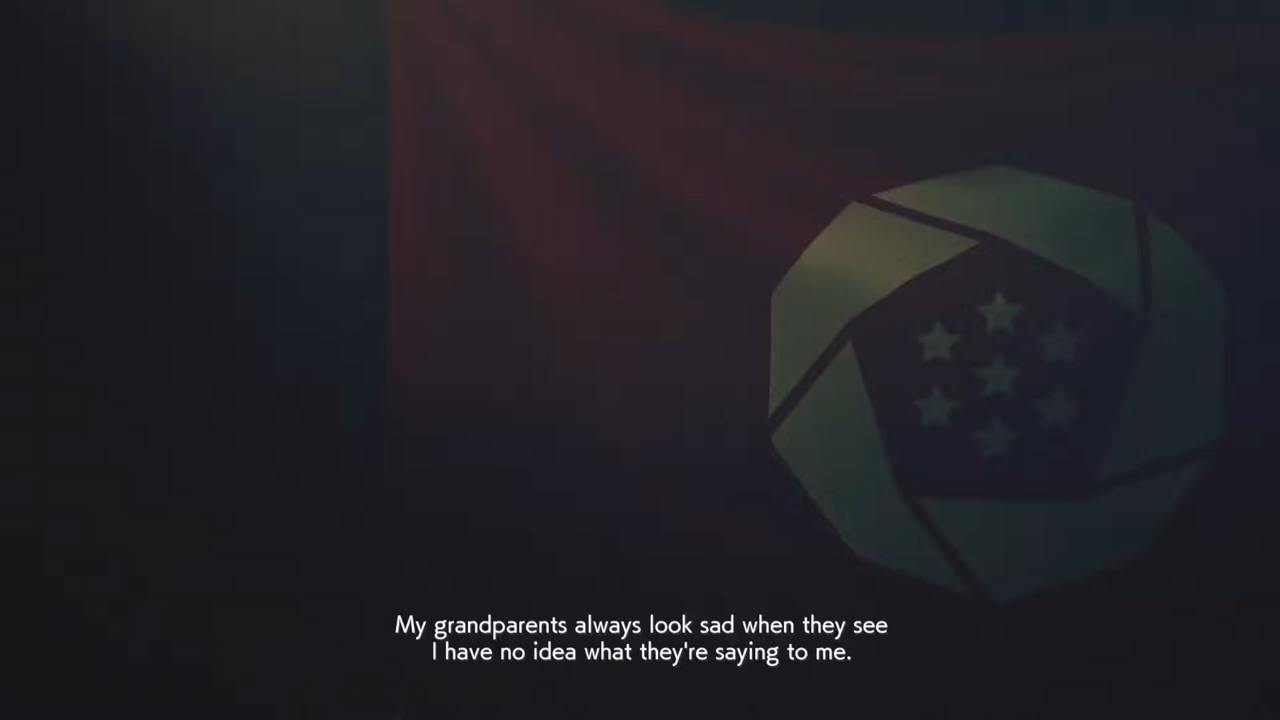 My grandparents always look sad when they see
I have no idea what they're saying to me.